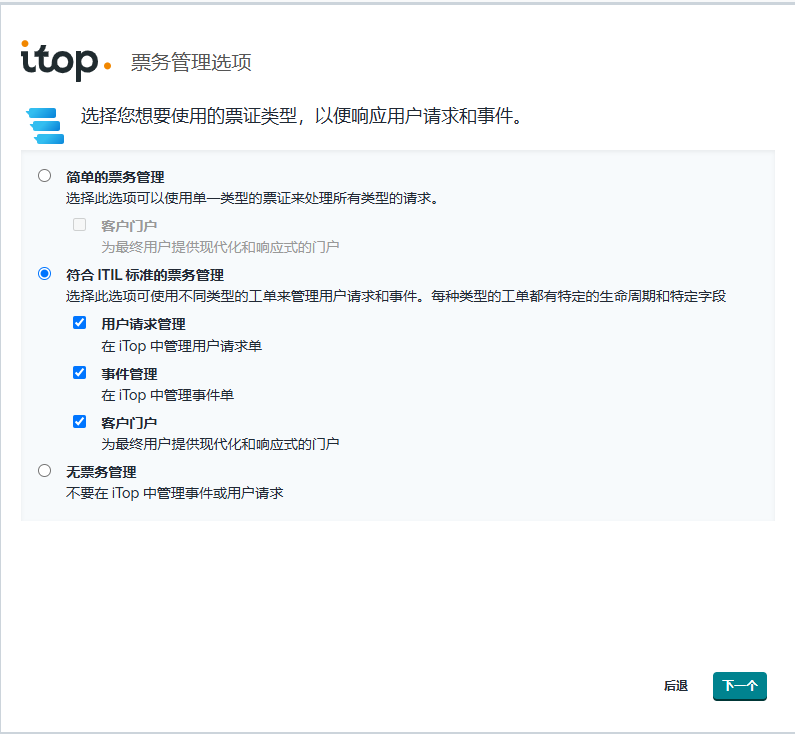 itop. 票务管理选项
选择您想要使用的票证类型，以便响应用户请求和事件。
简单的票务管理
选择此选项可以使用单一类型的票证来处理所有类型的请求。
客户门户
为最终用户提供现代化和响应式的门户
符合 ITIL 标准的票务管理
选择此选项可使用不同类型的工单来管理用户请求和事件。每种类型的工单都有特定的生命周期和特定字段
用户请求管理
在 iTop 中管理用户请求单
事件管理
在 iTop 中管理事件单
客户门户
为最终用户提供现代化和响应式的门户
无票务管理
不要在 iTop 中管理事件或用户请求
后退 下一个